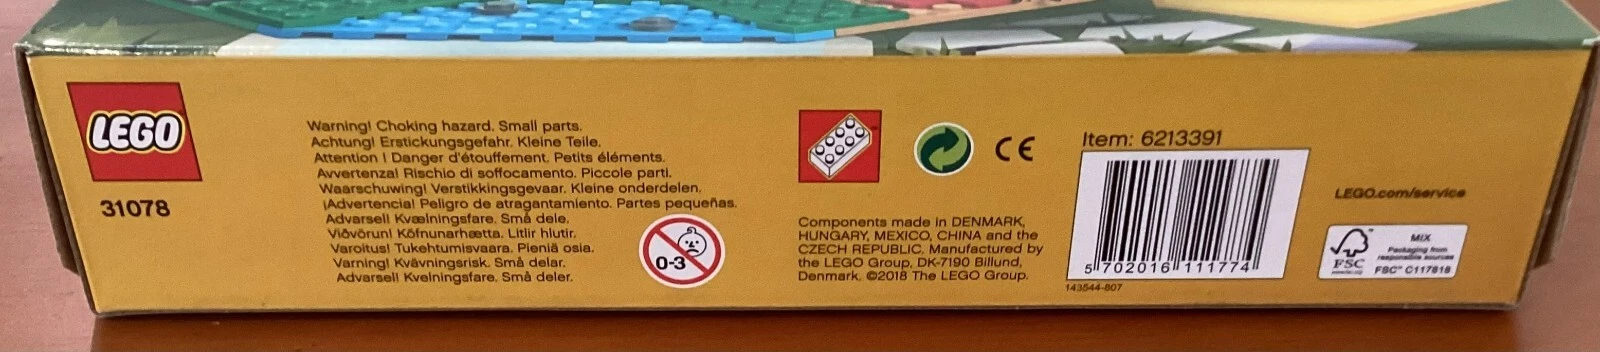 LEGO
31078
Warning! Choking hazard. Small parts.
Achtung! Erstickungsgefahr. Kleine Teile.
Attention ! Danger d'étouffement. Petits éléments.
Avvertenza! Rischio di soffocamento. Piccole parti.
Waarschuwing! Verstikkingsgevaar. Kleine onderdelen.
¡Advertencia! Peligro de atragantamiento. Partes pequeñas.
Advarsel! Kvælningsfare. Små dele.
Viðvörun! Köfnunarhætta. Litlir hlutir.
Varoitus! Tukehtumisvaara. Pieniä osia.
Varning! Kvävningsrisk. Små delar.
Advarsel! Kvelningsfare. Små deler.
0-3
Components made in DENMARK,
HUNGARY, MEXICO, CHINA and the
CZECH REPUBLIC. Manufactured by
the LEGO Group, DK-7190 Billund,
Denmark. ©2018 The LEGO Group.
CE
Item: 6213391
5 702016 111774
143544-807
LEGO.com/service
FSC
MIX
Packaging from
responsible sources
FSC® C117818